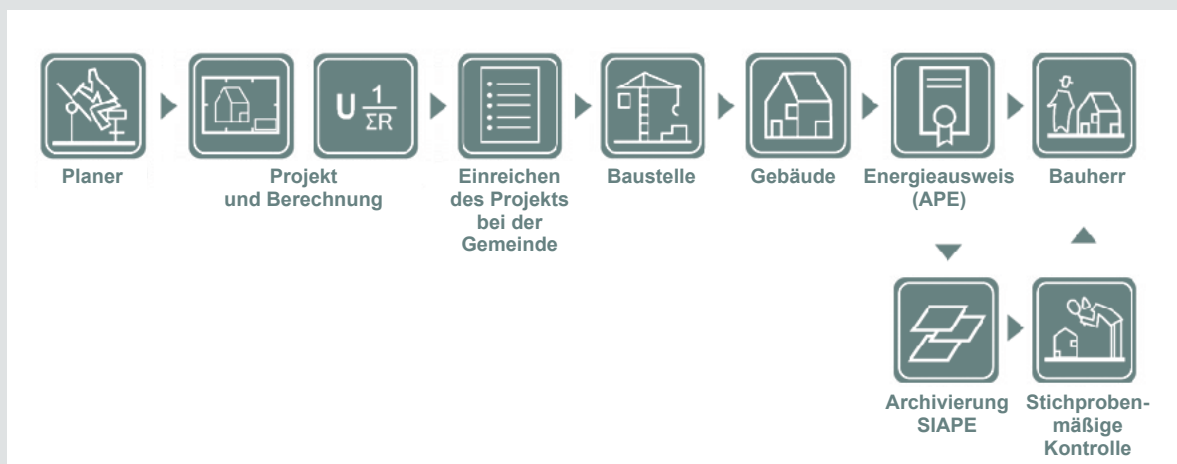 U 1
ΣR
Planer
Projekt
und Berechnung
Einreichen
des Projekts
bei der
Gemeinde
Baustelle
Gebäude
Energieausweis
(APE)
Bauherr
Archivierung
SIAPE
Stichproben-
mäßige
Kontrolle